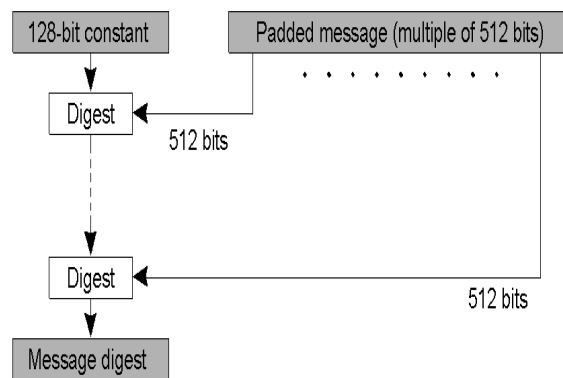 128-bit constant
Padded message (multiple of 512 bits)
Digest
512 bits
Digest
512 bits
Message digest